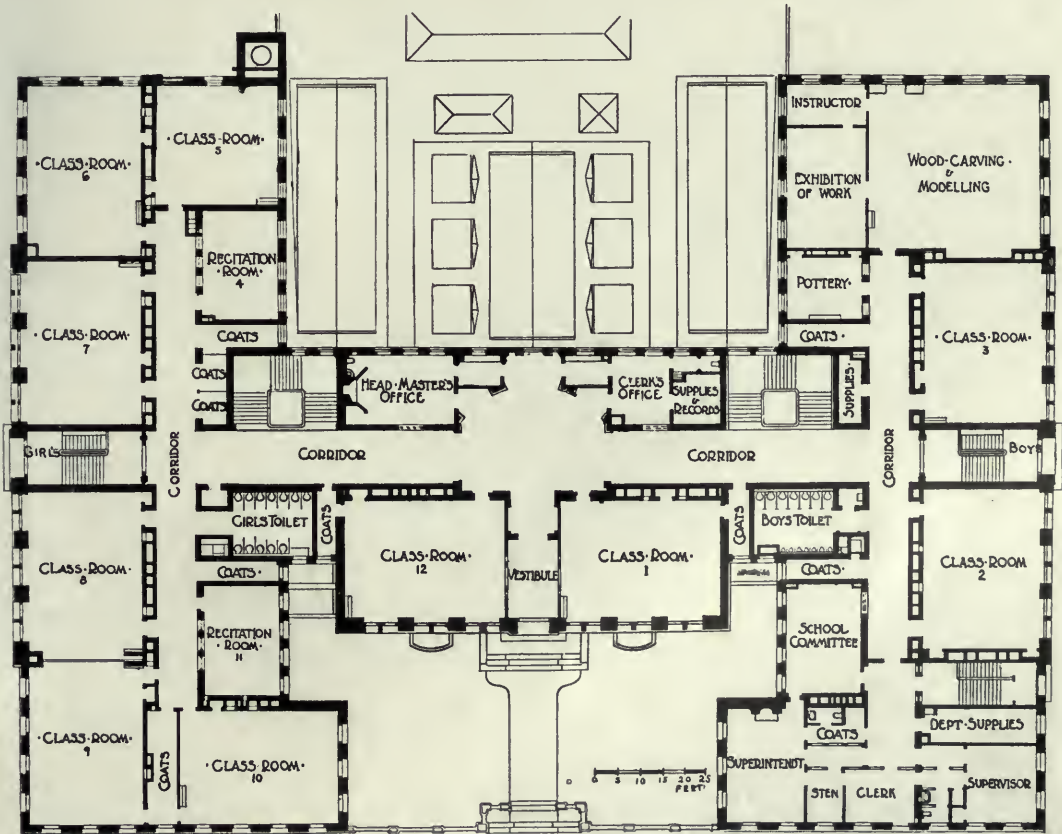 ·CLASS·ROOM·
6
·CLASS·ROOM·
5
RECITATION
·ROOM·
4
·CLASS·ROOM·
7
COATS
COATS
COATS
GIRLS
CORRIDOR
HEAD·MASTER'S
OFFICE
CLERK'S
OFFICE
SUPPLIES
&
RECORDS
INSTRUCTOR
EXHIBITION
OF WORK
WOOD-CARVING·
&
MODELLING
POTTERY·
COATS·
SUPPLIES·
CLASS·ROOM·
3
BOYS
CORRIDOR
CORRIDOR
CORRIDOR
GIRLS TOILET
COATS
COATS·
CLASS·ROOM·
8
CLASS·ROOM·
12
VESTIBULE
CLASS·ROOM·
1
COATS
BOYS TOILET
COATS·
CLASS·ROOM
2
RECITATION
·ROOM·
11
SCHOOL
COMMITTEE
CLASS·ROOM·
9
COATS
·CLASS·ROOM·
10
SUPERINTENDT
COATS
DEPT·SUPPLIES
STEN
CLERK
SUPERVISOR
0 5 10 15 20 25
FEET